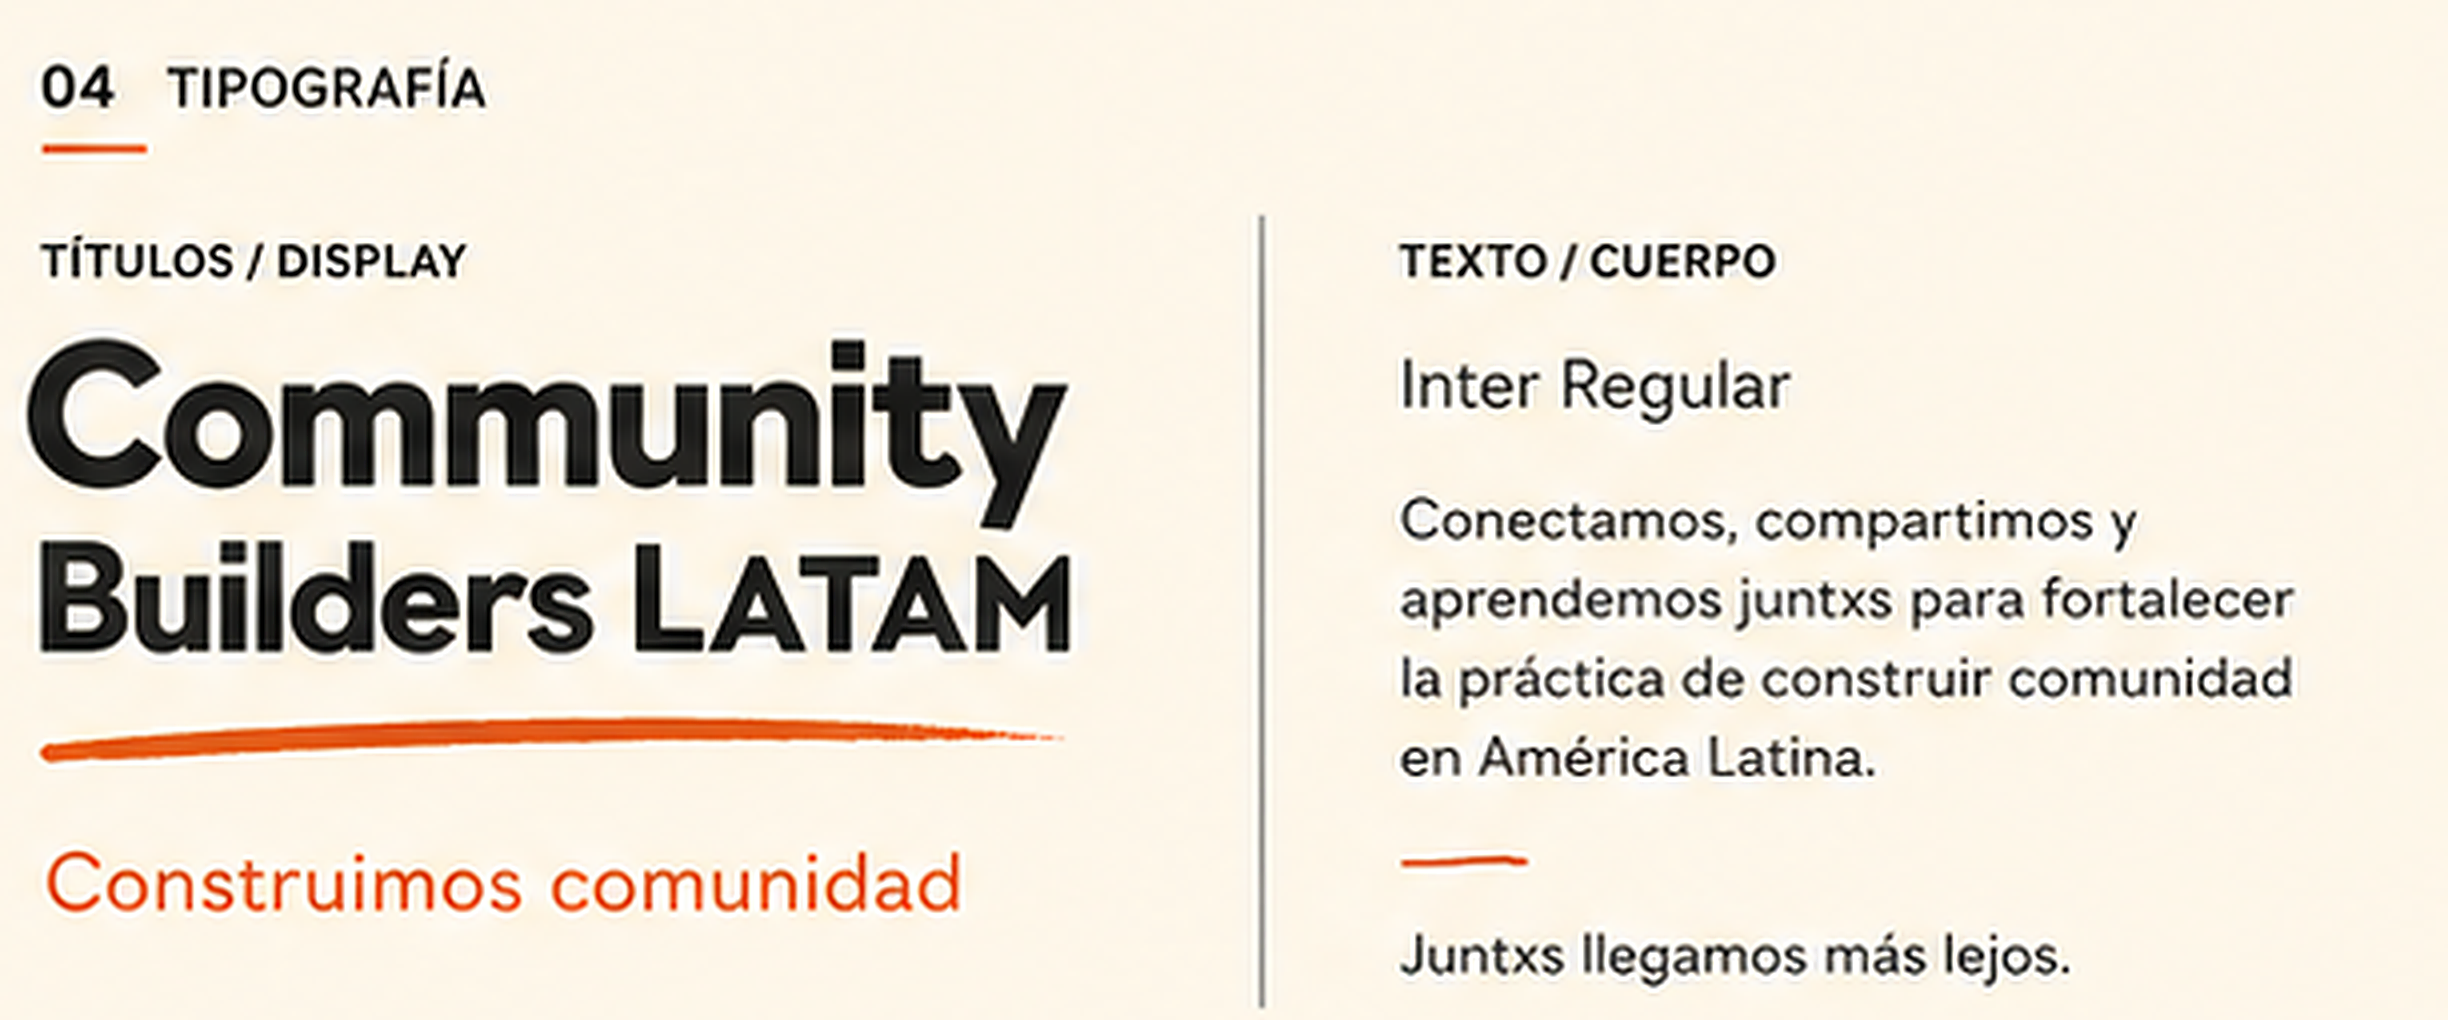 04 TIPOGRAFÍA
TÍTULOS / DISPLAY
Community
Builders LATAM
Construimos comunidad
TEXTO / CUERPO
Inter Regular
Conectamos, compartimos y
aprendemos juntxs para fortalecer
la práctica de construir comunidad
en América Latina.
Juntxs llegamos más lejos.